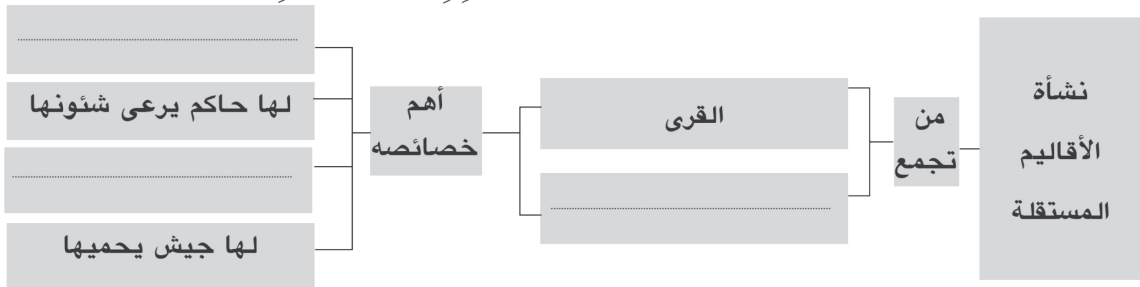 نشأة
الأقاليم
المستقلة
من
تجمع
القرى
................................
أهم
خصائصه
................................
لها حاكم يرعى شئونها
................................
لها جيش يحميها